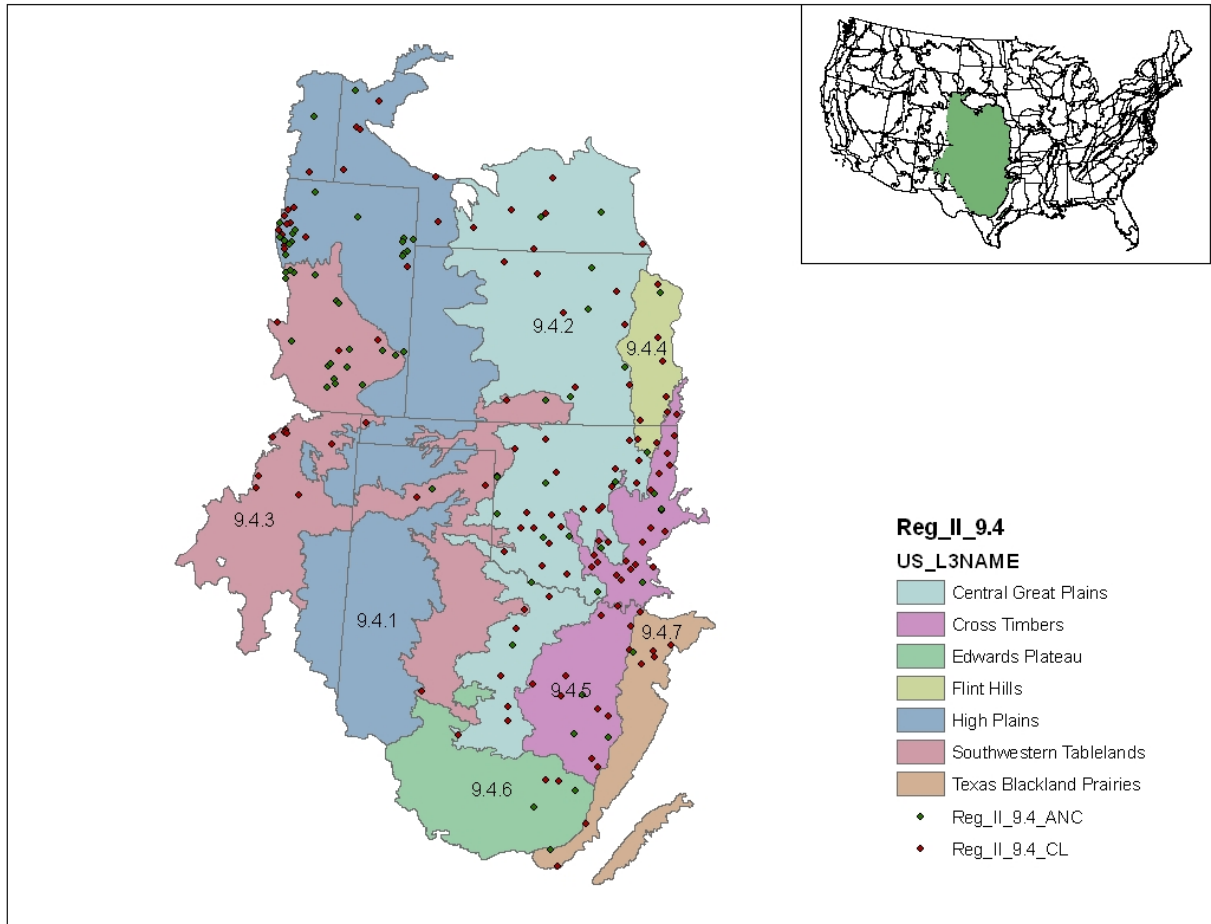 9.4.2
9.4.4
9.4.3
9.4.1
9.4.7
9.4.5
9.4.6
Reg_II_9.4
US_L3NAME
Central Great Plains
Cross Timbers
Edwards Plateau
Flint Hills
High Plains
Southwestern Tablelands
Texas Blackland Prairies
Reg_II_9.4_ANC
Reg_II_9.4_CL